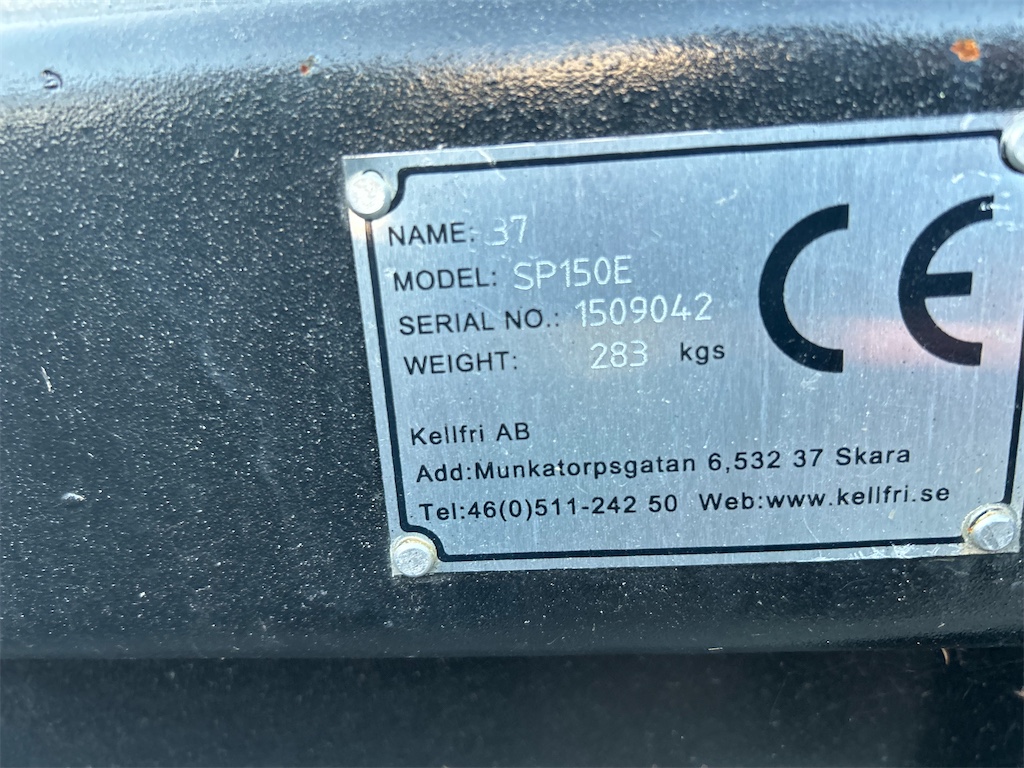 NAME: 37
MODEL: SP150E
SERIAL NO.: 1509042
WEIGHT: 283 kgs
CE
Kellfri AB
Add:Munkatorpsgatan 6,532 37 Skara
Tel:46(0)511-242 50 Web:www.kellfri.se